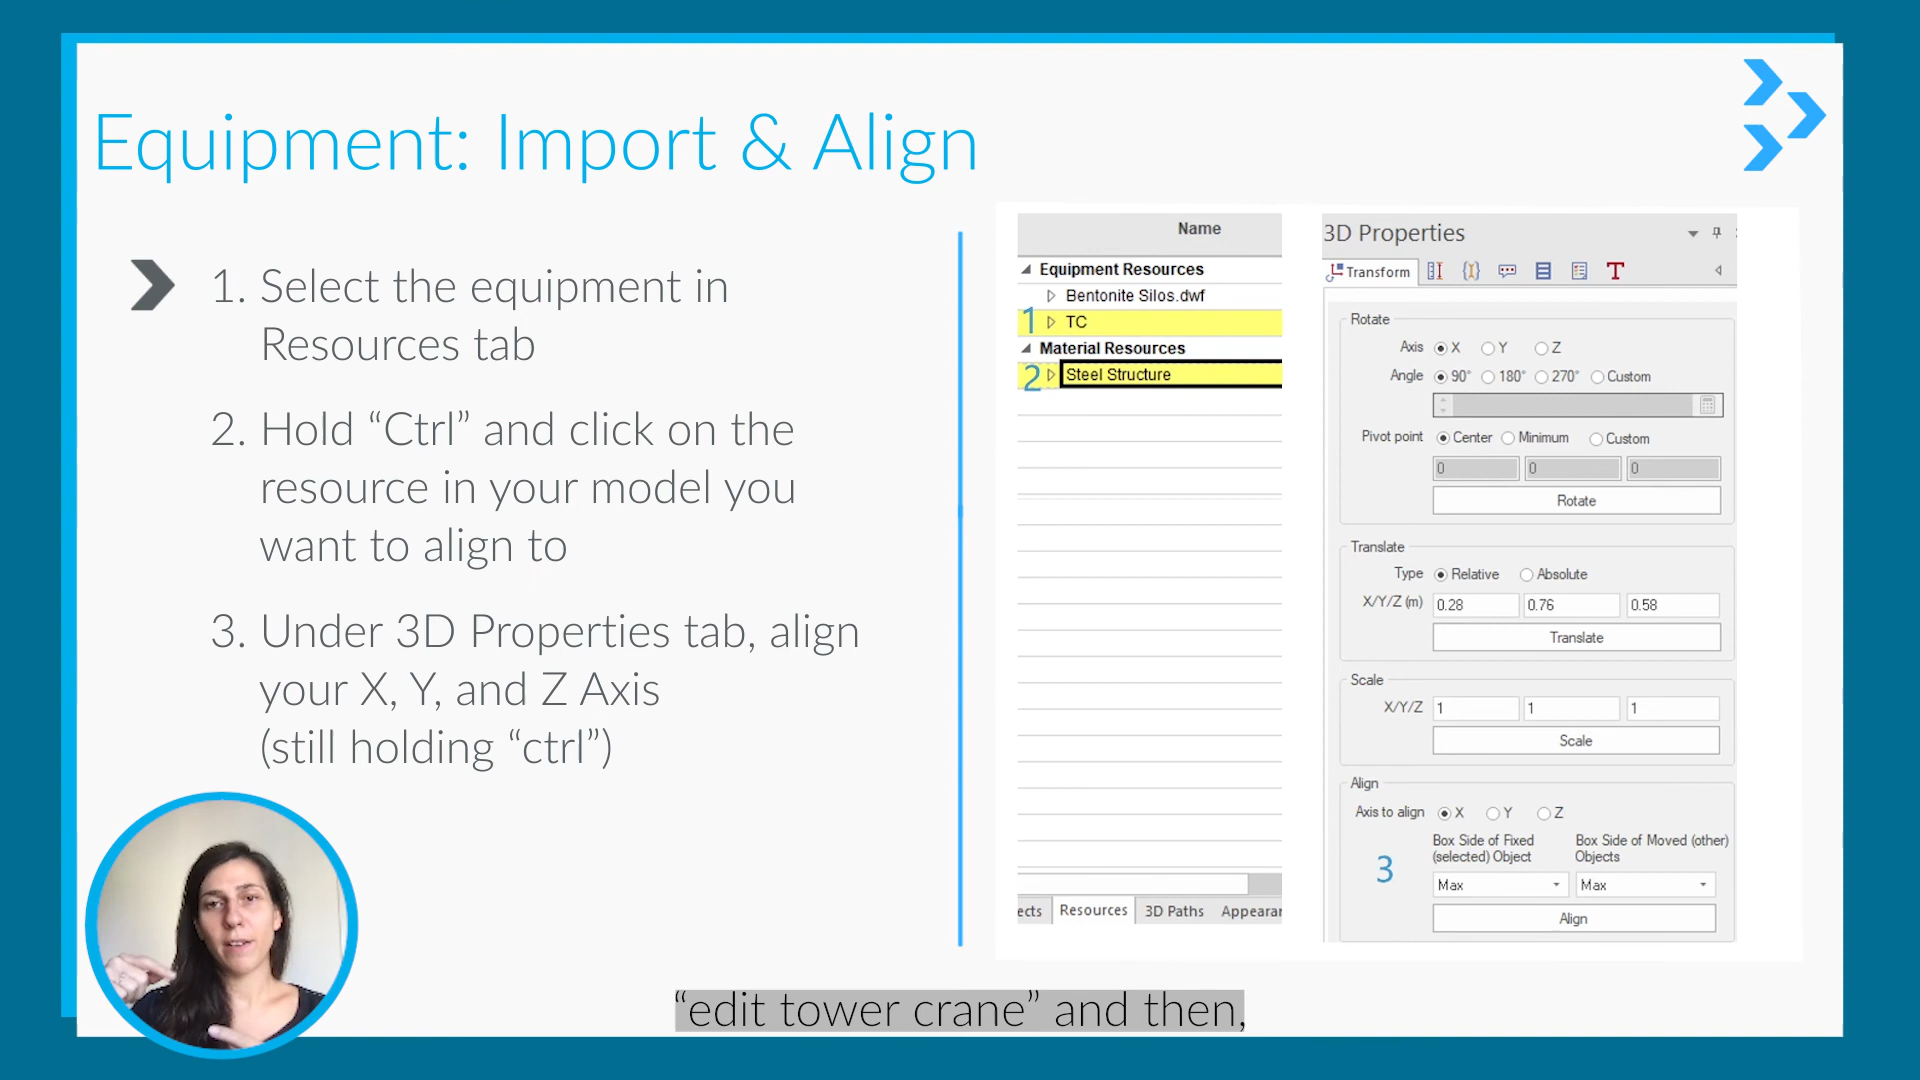 Equipment: Import & Align
1. Select the equipment in
Resources tab
2. Hold “Ctrl” and click on the
resource in your model you
want to align to
3. Under 3D Properties tab, align
your X, Y, and Z Axis
(still holding “ctrl”)
Name
Equipment Resources
Bentonite Silos.dwf
1 TC
Material Resources
2 Steel Structure
ects Resources 3D Paths Appearan
3D Properties
Transform
Rotate
Axis X Y Z
Angle 90° 180° 270° Custom
Pivot point Center Minimum Custom
0 0 0
Rotate
Translate
Type Relative Absolute
X/Y/Z (m) 0.28 0.76 0.58
Translate
Scale
X/Y/Z 1 1 1
Scale
Align
Axis to align X Y Z
Box Side of Fixed Box Side of Moved (other)
(selected) Object Objects
3
Max Max
Align
“edit tower crane” and then,